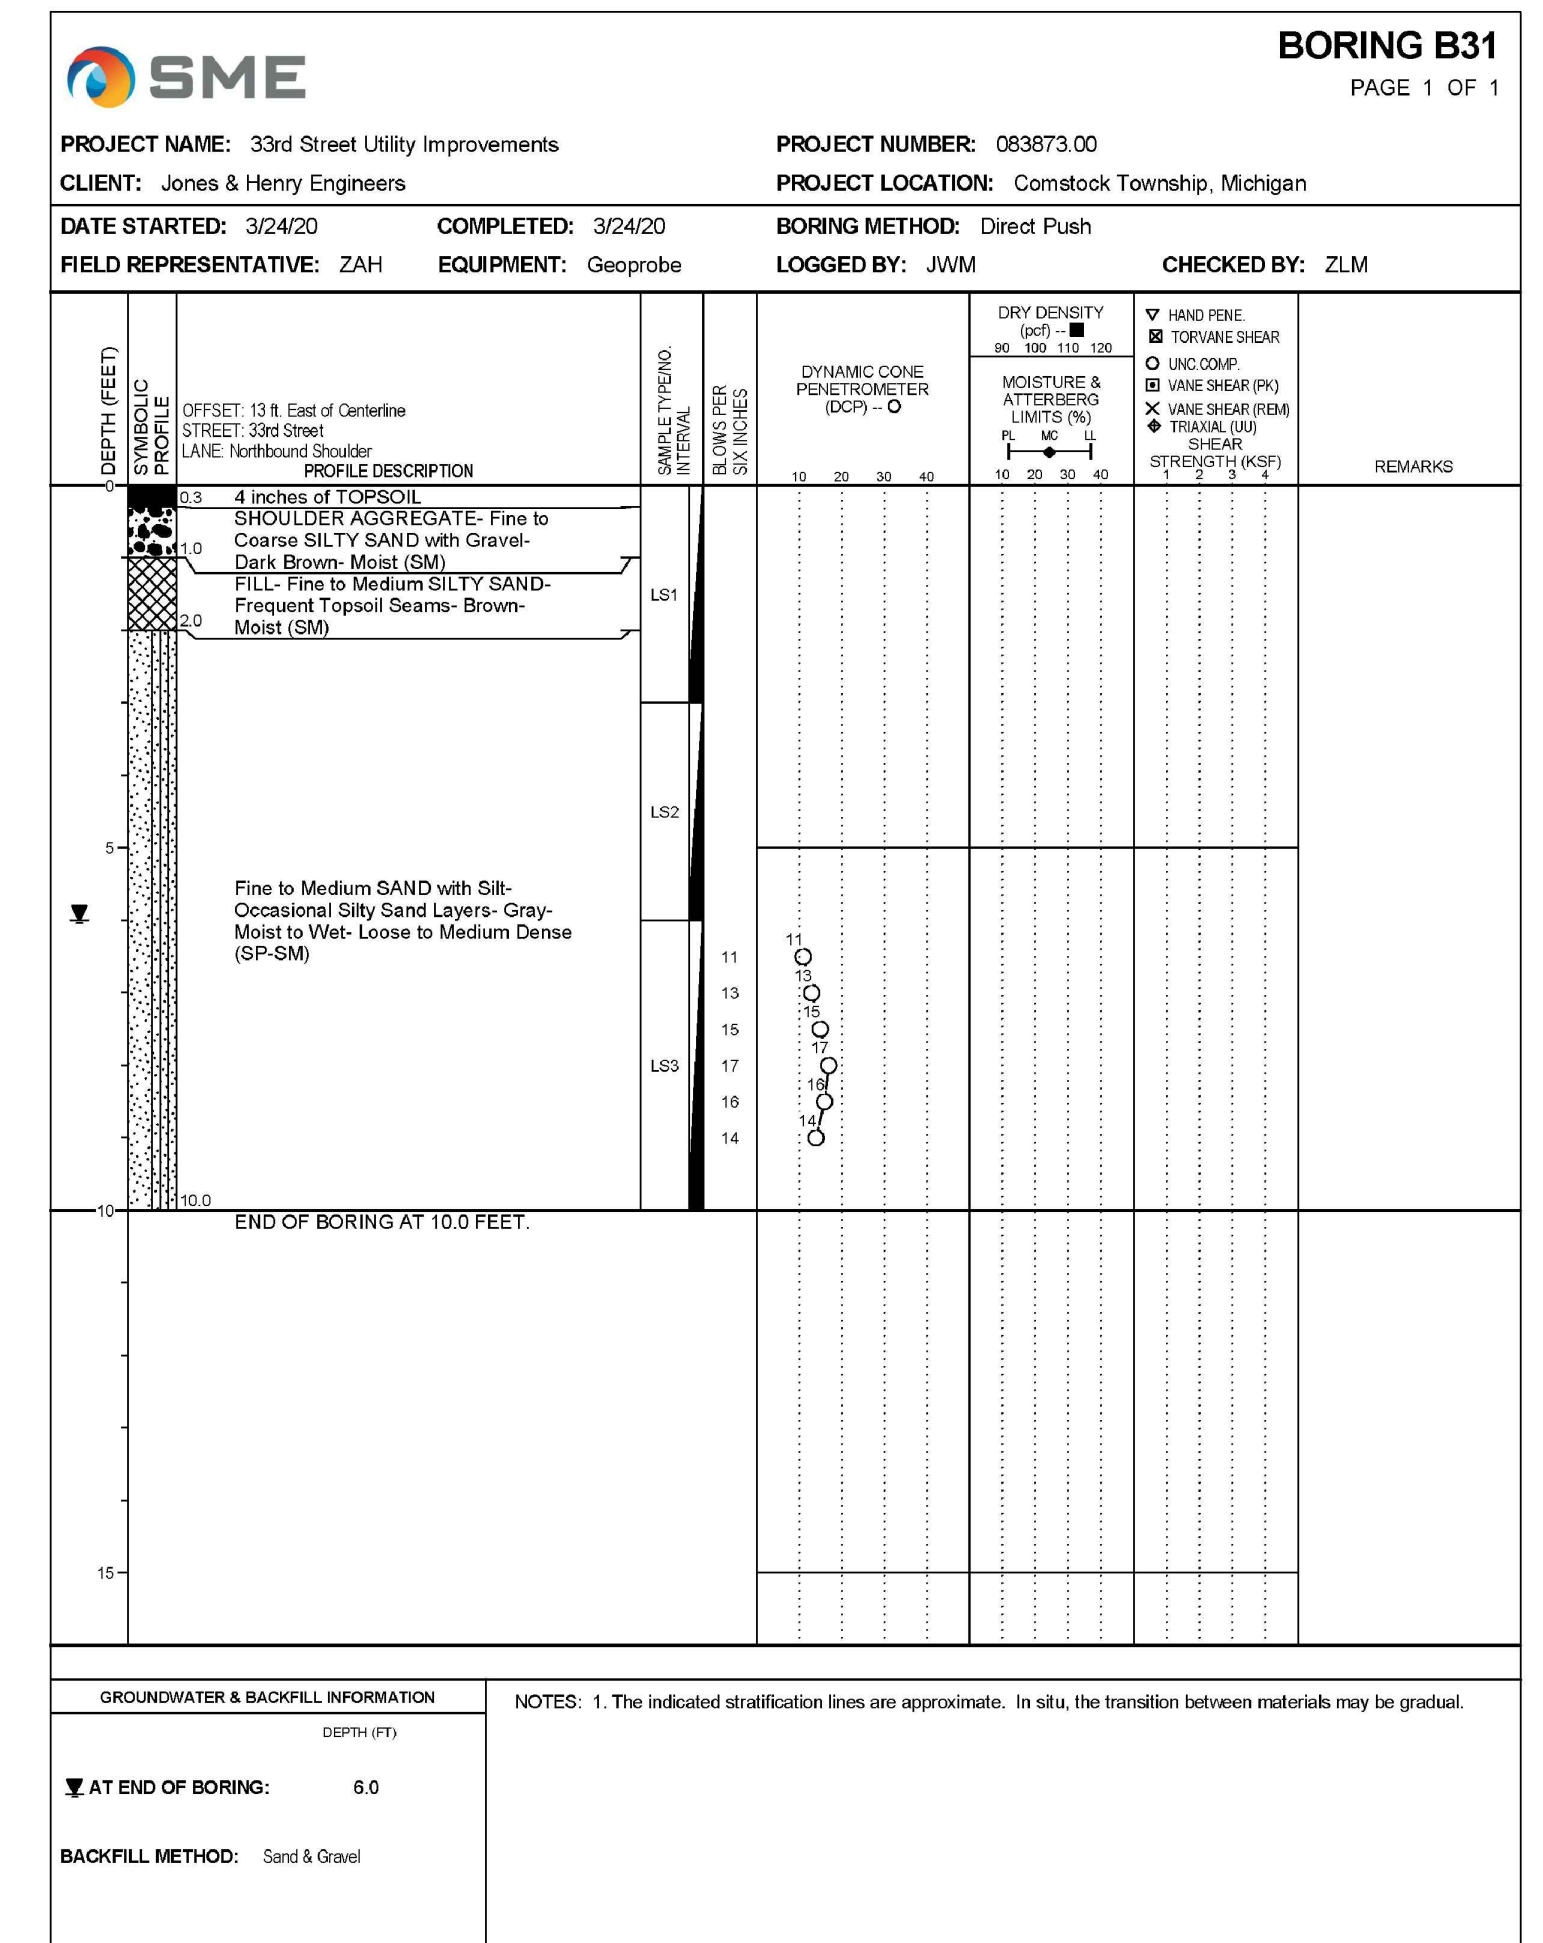 SME
BORING B31
PAGE 1 OF 1
PROJECT NAME: 33rd Street Utility Improvements
PROJECT NUMBER: 083873.00
CLIENT: Jones & Henry Engineers
PROJECT LOCATION: Comstock Township, Michigan
DATE STARTED: 3/24/20 COMPLETED: 3/24/20 BORING METHOD: Direct Push
FIELD REPRESENTATIVE: ZAH EQUIPMENT: Geoprobe LOGGED BY: JWM CHECKED BY: ZLM
DEPTH (FEET)
SYMBOLIC
PROFILE
OFFSET: 13 ft. East of Centerline
STREET: 33rd Street
LANE: Northbound Shoulder
PROFILE DESCRIPTION
SAMPLE TYPE/NO.
INTERVAL
BLOWS PER
SIX INCHES
DYNAMIC CONE
PENETROMETER
(DCP) -- O
10 20 30 40
DRY DENSITY
(pcf) -- ■
90 100 110 120
MOISTURE &
ATTERBERG
LIMITS (%)
PL MC LL
10 20 30 40
▽ HAND PENE.
⊠ TORVANE SHEAR
O UNC.COMP.
VANE SHEAR (PK)
X VANE SHEAR (REM)
TRIAXIAL (UU)
SHEAR
STRENGTH (KSF)
1 2 3 4
REMARKS
0
0.3 4 inches of TOPSOIL
SHOULDER AGGREGATE- Fine to
Coarse SILTY SAND with Gravel-
1.0
Dark Brown- Moist (SM)
FILL- Fine to Medium SILTY SAND-
Frequent Topsoil Seams- Brown-
2.0
Moist (SM)
LS1
LS2
5
Fine to Medium SAND with Silt-
Occasional Silty Sand Layers- Gray-
Moist to Wet- Loose to Medium Dense
(SP-SM)
11 11
13 13
15 15
LS3 17 17
16 16
14 14
10.0
10
END OF BORING AT 10.0 FEET.
15
GROUNDWATER & BACKFILL INFORMATION
DEPTH (FT)
AT END OF BORING: 6.0
BACKFILL METHOD: Sand & Gravel
NOTES: 1. The indicated stratification lines are approximate. In situ, the transition between materials may be gradual.